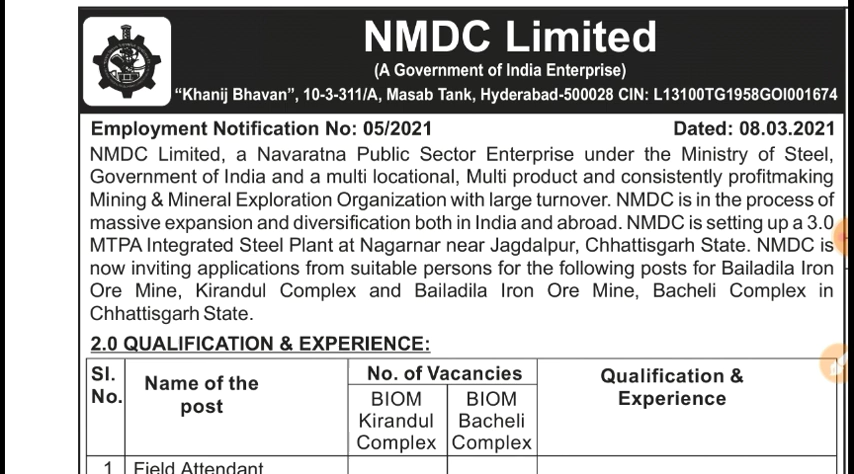 NMDC Limited
(A Government of India Enterprise)
“Khanij Bhavan”, 10-3-311/A, Masab Tank, Hyderabad-500028 CIN: L13100TG1958GOI001674
Employment Notification No: 05/2021 Dated: 08.03.2021
NMDC Limited, a Navaratna Public Sector Enterprise under the Ministry of Steel,
Government of India and a multi locational, Multi product and consistently profitmaking
Mining & Mineral Exploration Organization with large turnover. NMDC is in the process of
massive expansion and diversification both in India and abroad. NMDC is setting up a 3.0
MTPA Integrated Steel Plant at Nagarnar near Jagdalpur, Chhattisgarh State. NMDC is
now inviting applications from suitable persons for the following posts for Bailadila Iron
Ore Mine, Kirandul Complex and Bailadila Iron Ore Mine, Bacheli Complex in
Chhattisgarh State.
2.0 QUALIFICATION & EXPERIENCE:
Sl. No.
Name of the post
No. of Vacancies
BIOM Kirandul Complex
BIOM Bacheli Complex
Qualification & Experience
1 Field Attendant